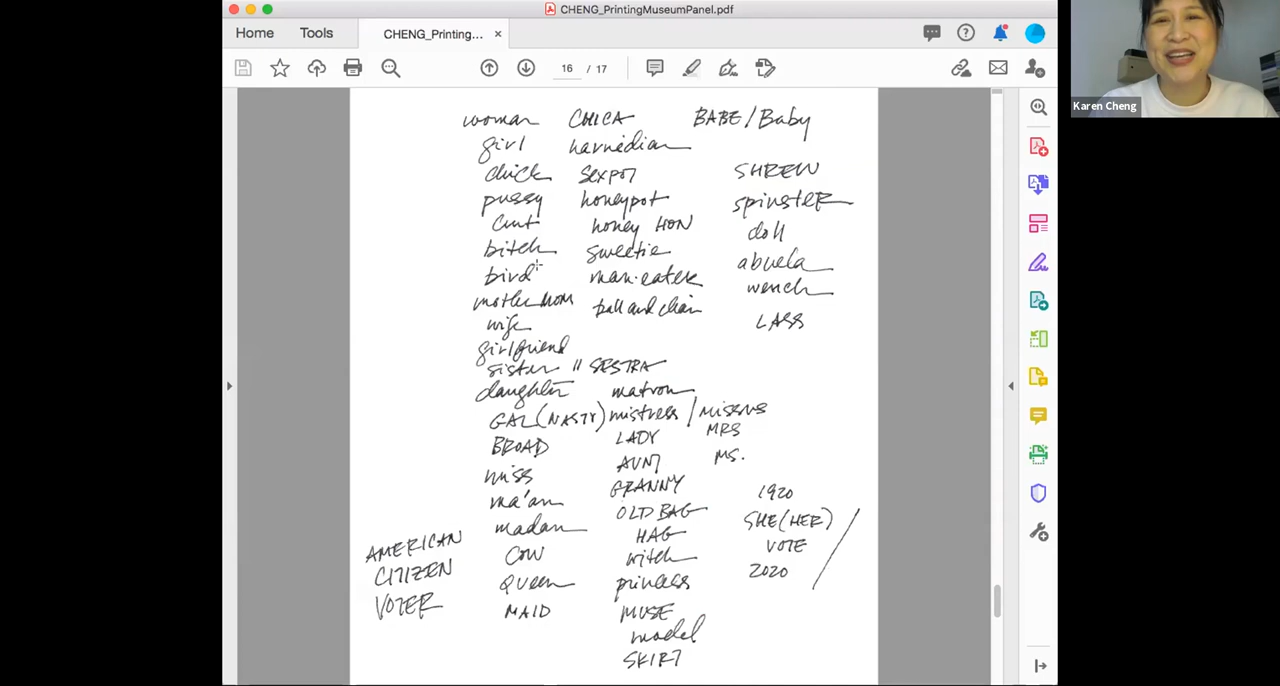 CHENG_PrintingMuseumPanel.pdf
Home Tools CHENG_Printing... ×
16 / 17
Karen Cheng
woman CHICA BABE/Baby
girl harridian
chick SEXPOT SHREW
pussy honeypot spinstER
cunt honey HON doll
bitch sweetie abuela
bird man-eater wench
mother MOM ball and chain LASS
wife
girlfriend
sister // SESTRA
daughter matron
GAL (NASTY) mistress / MISSUS
BROAD LADY MRS
miss AUNT MS.
ma'am GRANNY 1920
madam OLD BAG SHE (HER)
AMERICAN COW HAG VOTE
CITIZEN queen witch 2020
VOTER MAID princess
MUSE
model
SKIRT